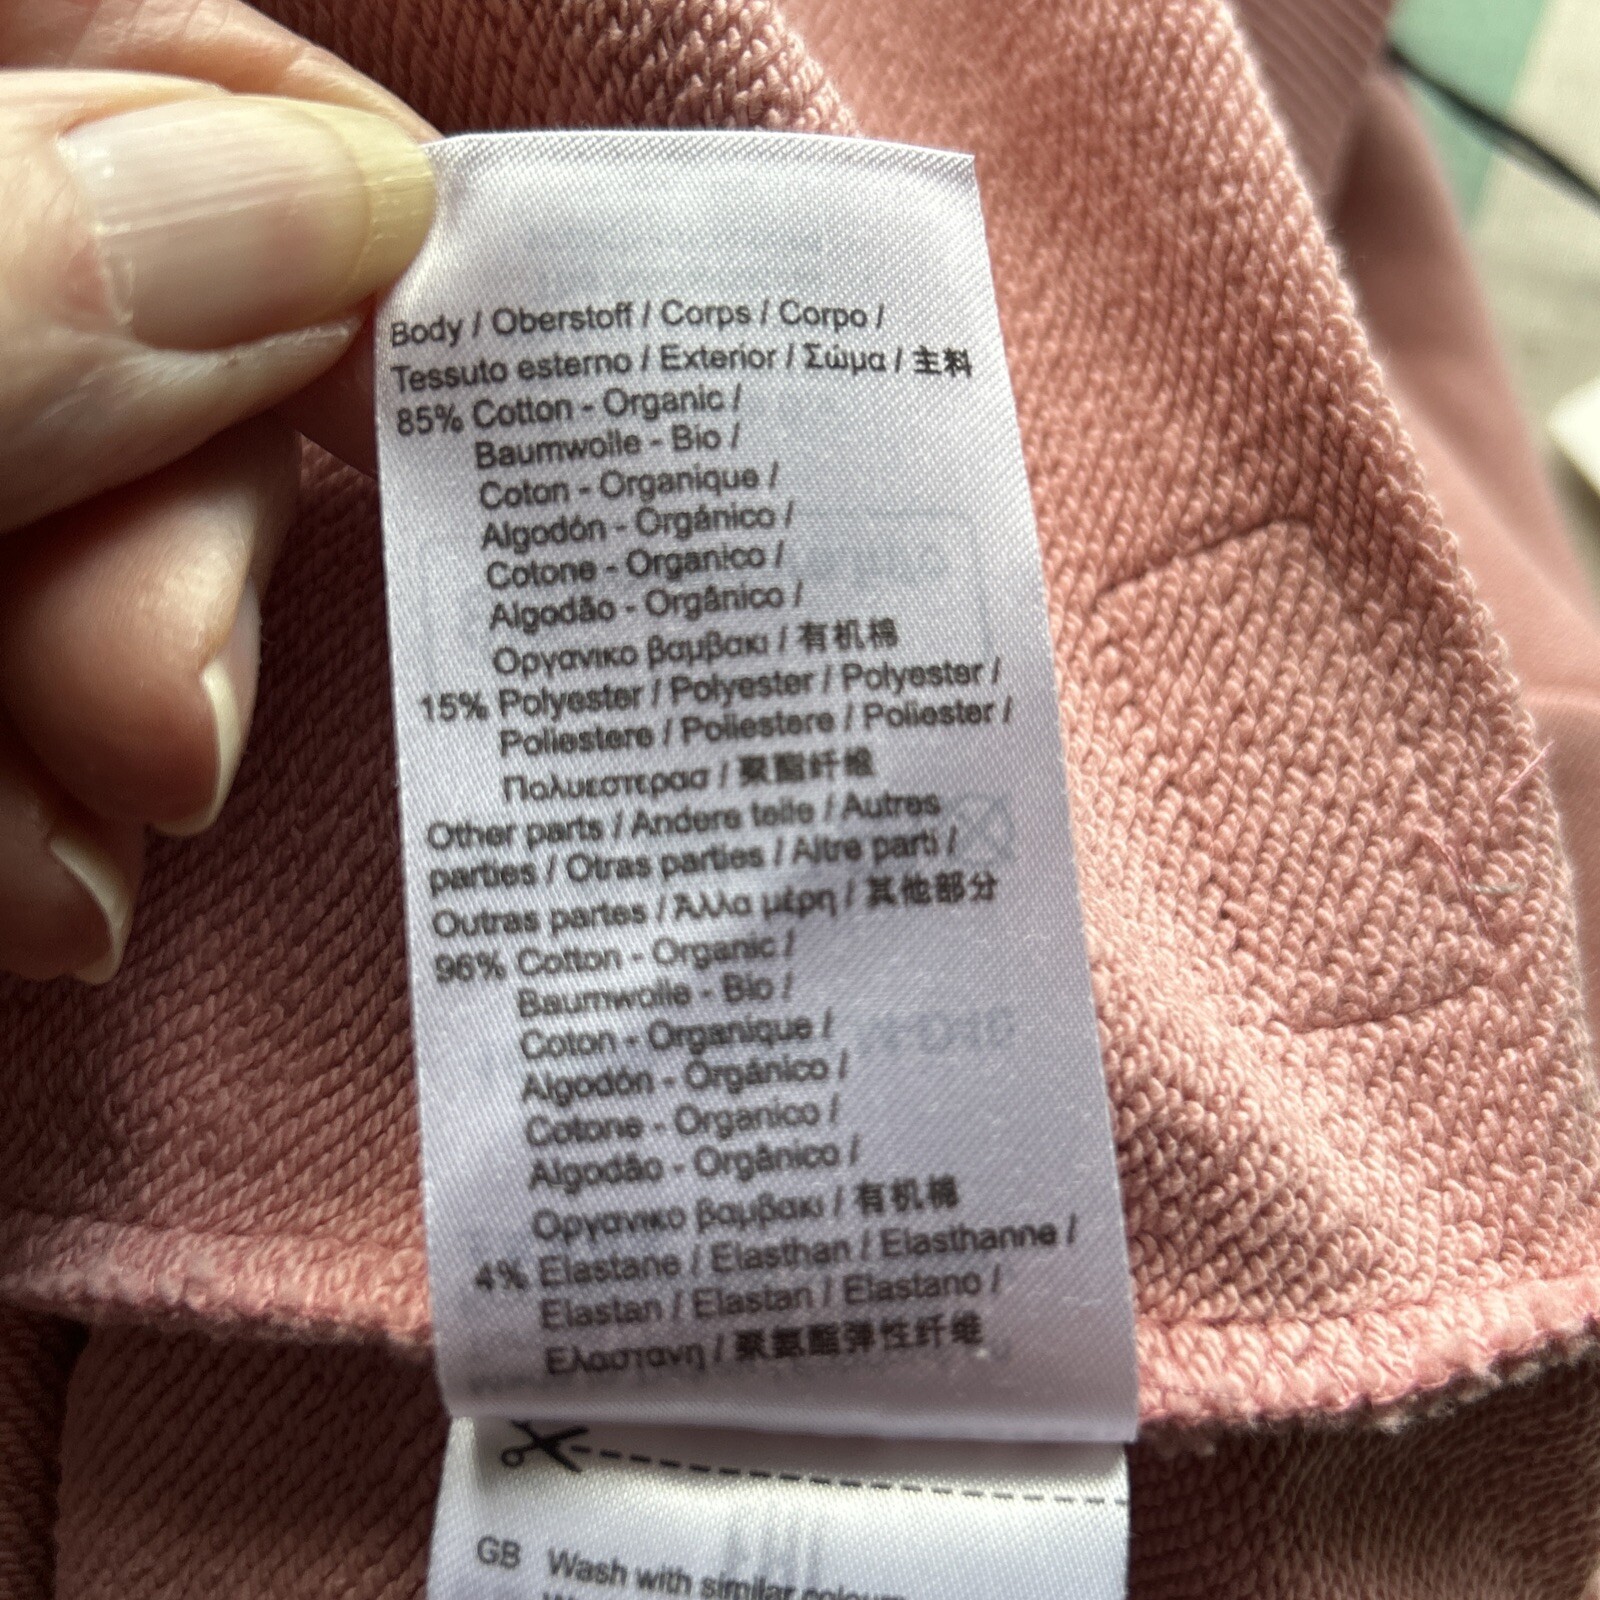 Body / Oberstoff / Corps / Corpo /
Tessuto esterno / Exterior / Σώμα / 主料
85% Cotton - Organic /
Baumwolle - Bio /
Coton - Organique /
Algodón - Orgánico /
Cotone - Organico /
Algodão - Orgânico /
Οργανικο βαμβακι / 有机棉
15% Polyester / Polyester / Polyester /
Poliestere / Poliestere / Poliester /
Πολυεστερασ / 聚酯纤维
Other parts / Andere teile / Autres
parties / Otras parties / Altre parti /
Outras partes / Άλλα μέρη / 其他部分
96% Cotton - Organic /
Baumwolle - Bio /
Coton - Organique /
Algodón - Orgánico /
Cotone - Organico /
Algodão - Orgânico /
Οργανικο βαμβακι / 有机棉
4% Elastane / Elasthan / Elasthanne /
Elastan / Elastan / Elastano /
Ελαστανη / 聚氨酯弹性纤维
GB Wash with similar colours